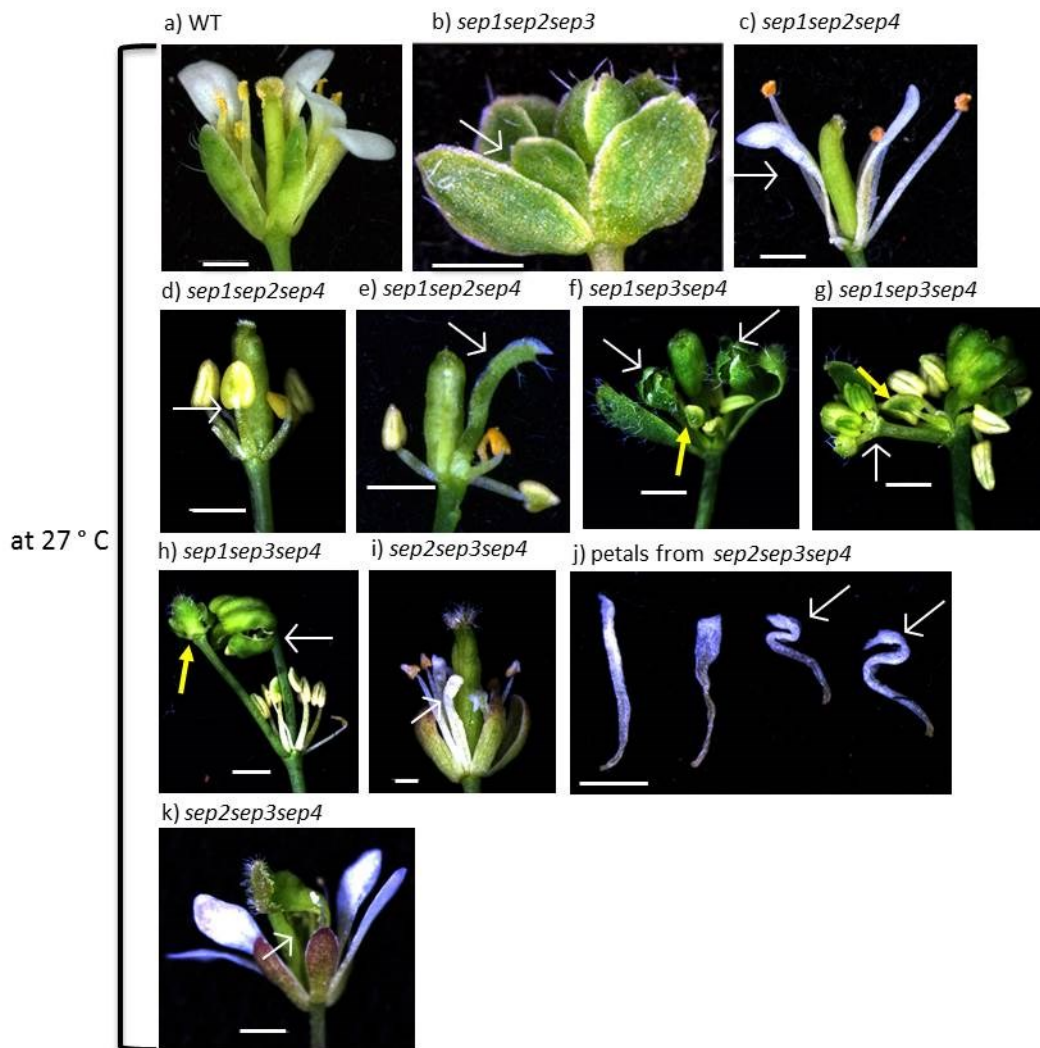 a) WT
b) sep1sep2sep3
c) sep1sep2sep4
d) sep1sep2sep4
e) sep1sep2sep4
f) sep1sep3sep4
g) sep1sep3sep4
at 27 ° C
h) sep1sep3sep4
i) sep2sep3sep4
j) petals from sep2sep3sep4
k) sep2sep3sep4